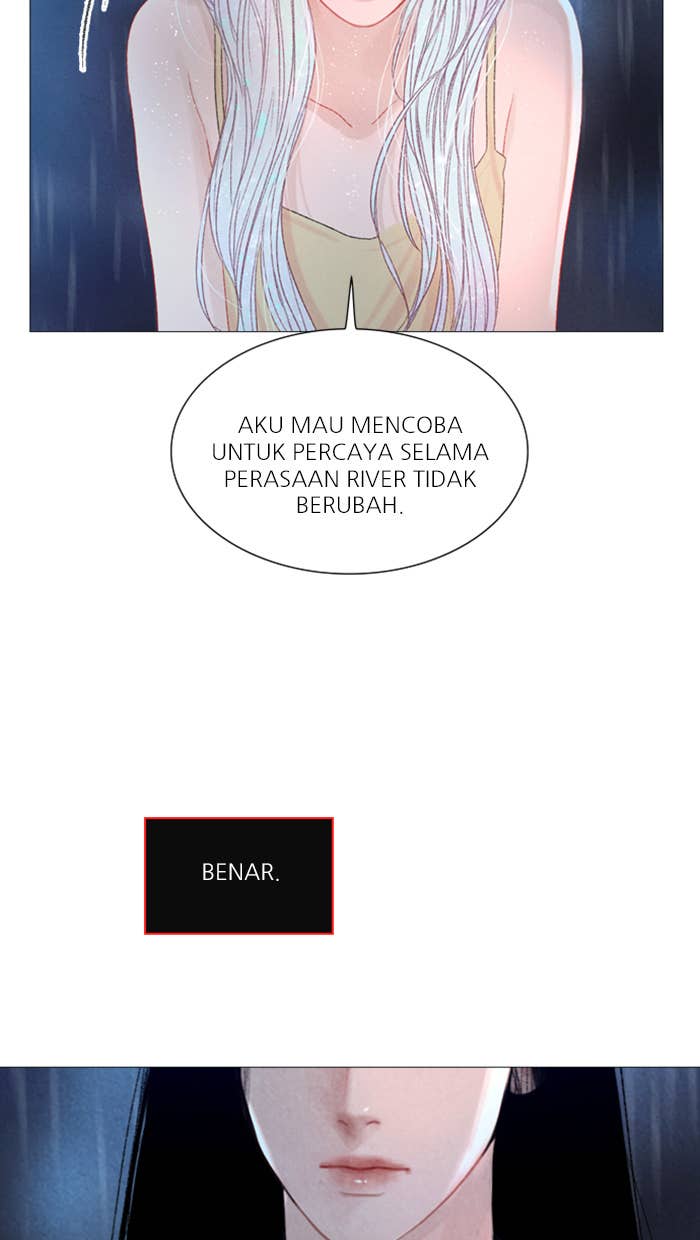 AKU MAU MENCOBA
UNTUK PERCAYA SELAMA
PERASAAN RIVER TIDAK
BERUBAH.
BENAR.